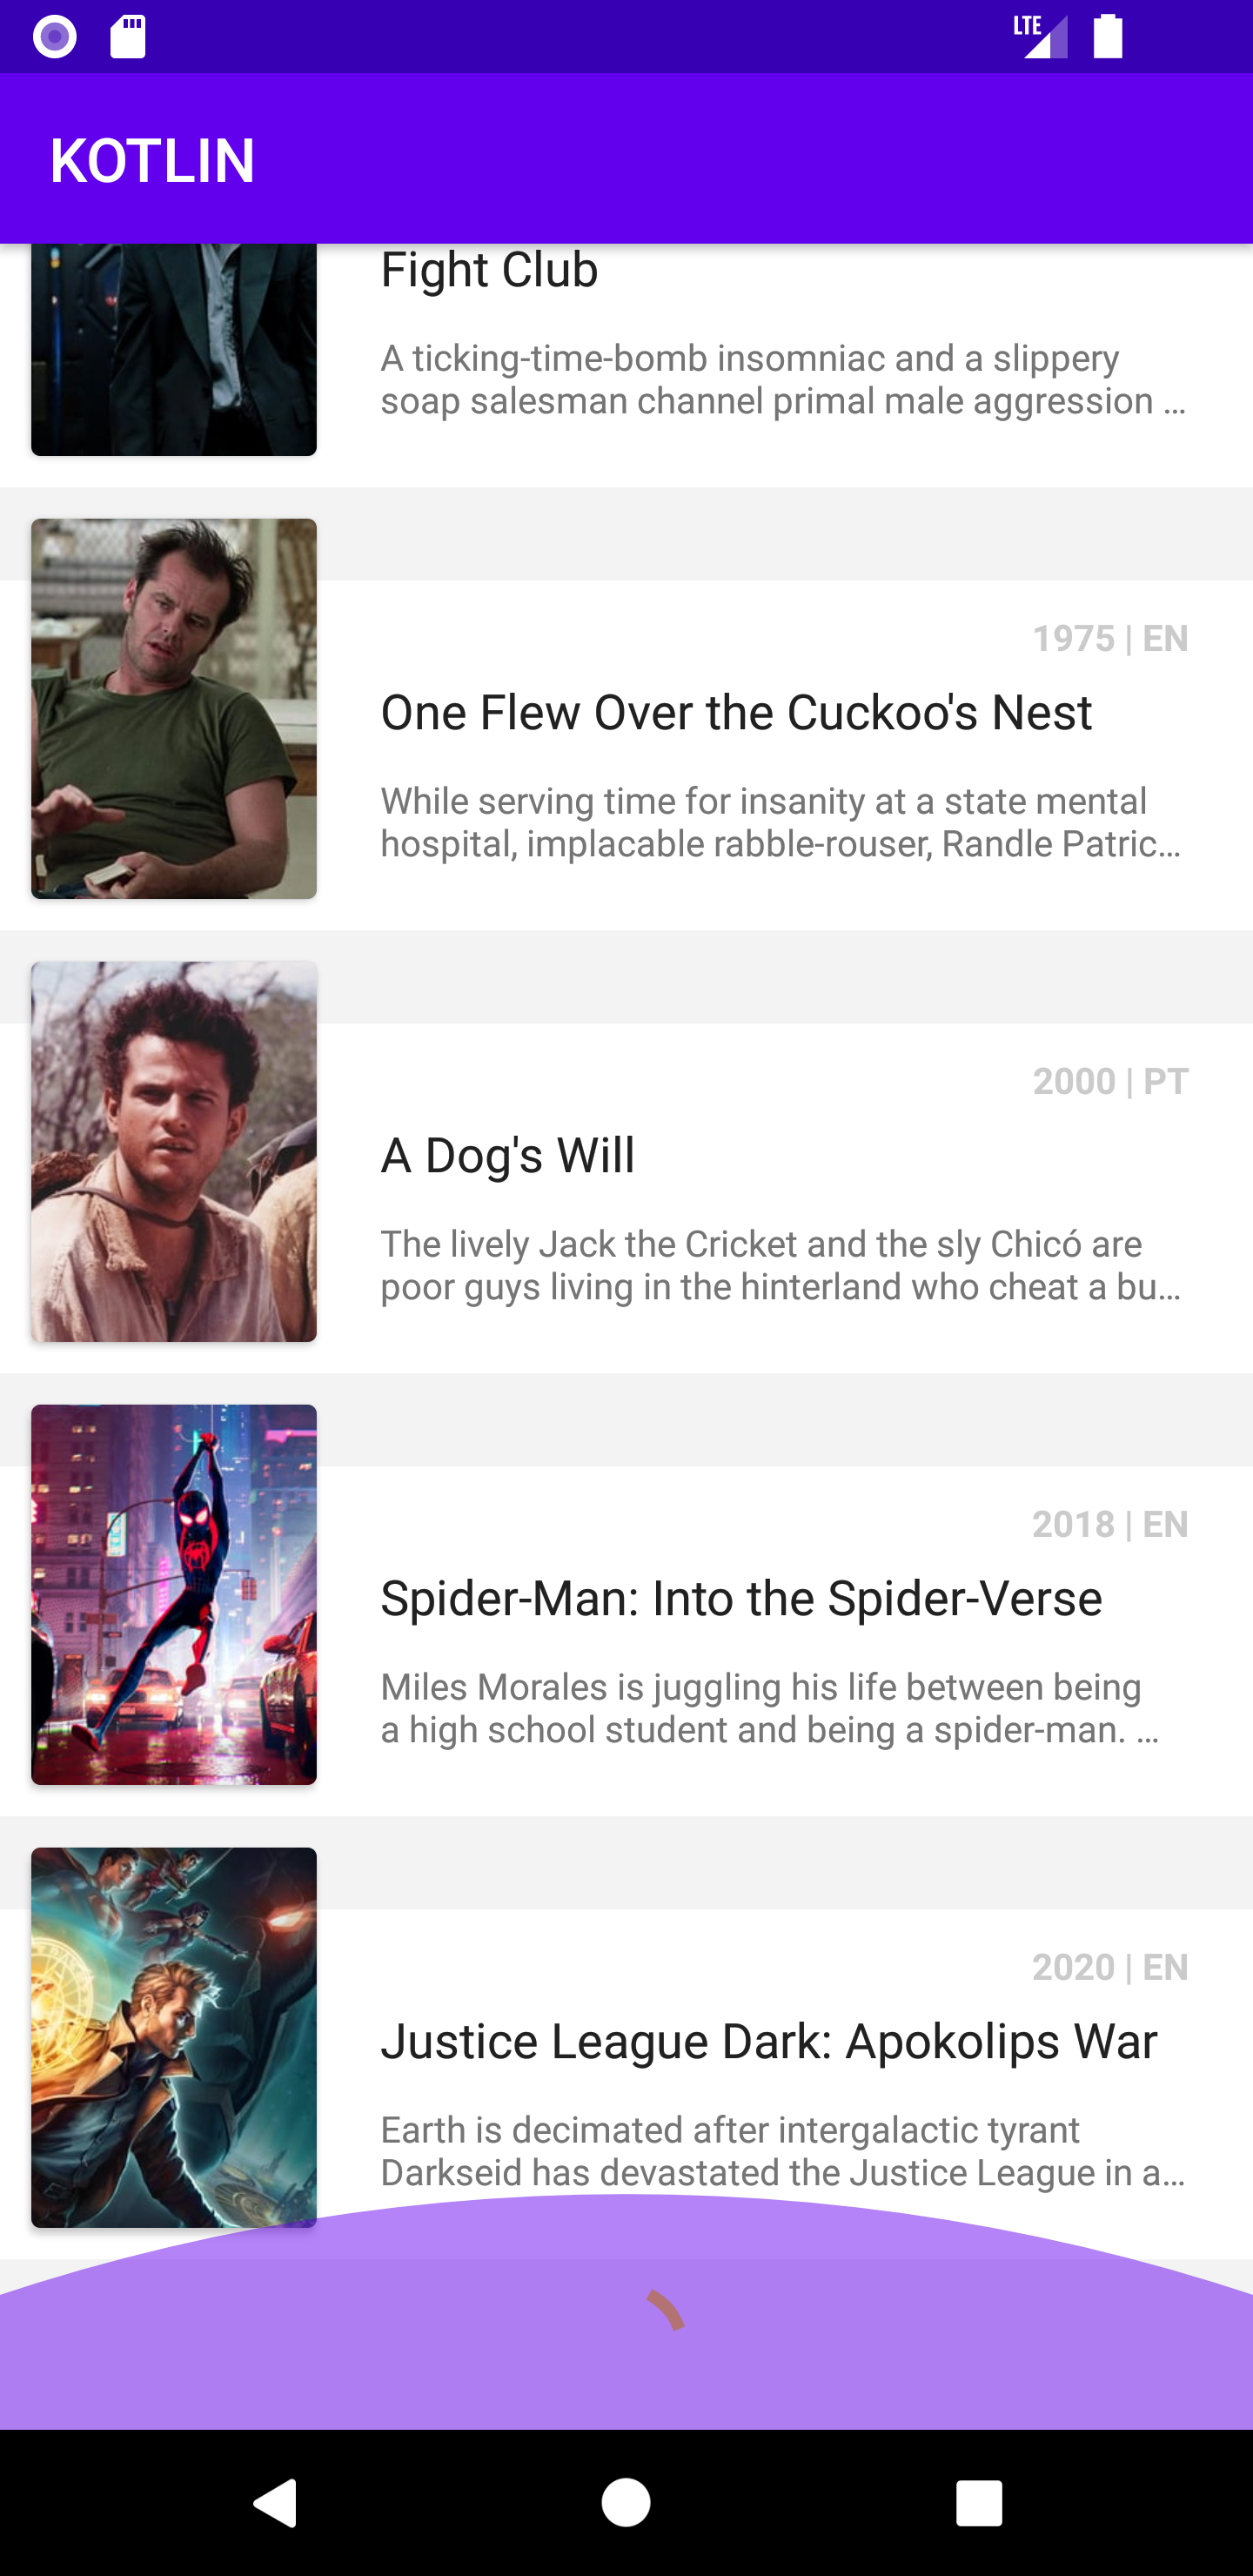 LTE
KOTLIN
Fight Club
A ticking-time-bomb insomniac and a slippery
soap salesman channel primal male aggression ...
1975 | EN
One Flew Over the Cuckoo's Nest
While serving time for insanity at a state mental
hospital, implacable rabble-rouser, Randle Patric...
2000 | PT
A Dog's Will
The lively Jack the Cricket and the sly Chicó are
poor guys living in the hinterland who cheat a bu...
2018 | EN
Spider-Man: Into the Spider-Verse
Miles Morales is juggling his life between being
a high school student and being a spider-man. ...
2020 | EN
Justice League Dark: Apokolips War
Earth is decimated after intergalactic tyrant
Darkseid has devastated the Justice League in a...